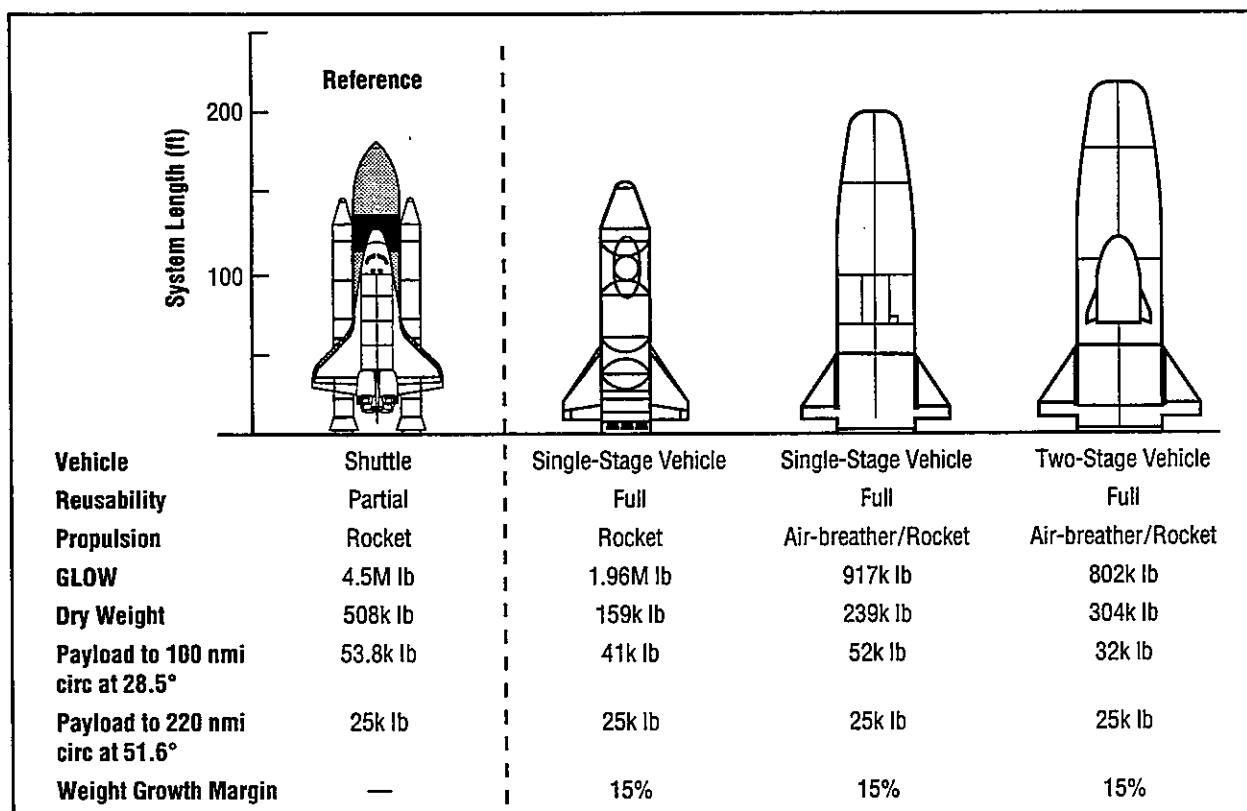 Reference
System Length (ft)
200
100
Vehicle Shuttle Single-Stage Vehicle Single-Stage Vehicle Two-Stage Vehicle
Reusability Partial Full Full Full
Propulsion Rocket Rocket Air-breather/Rocket Air-breather/Rocket
GLOW 4.5M lb 1.96M lb 917k lb 802k lb
Dry Weight 508k lb 159k lb 239k lb 304k lb
Payload to 100 nmi 53.8k lb 41k lb 52k lb 32k lb
circ at 28.5°
Payload to 220 nmi 25k lb 25k lb 25k lb 25k lb
circ at 51.6°
Weight Growth Margin — 15% 15% 15%